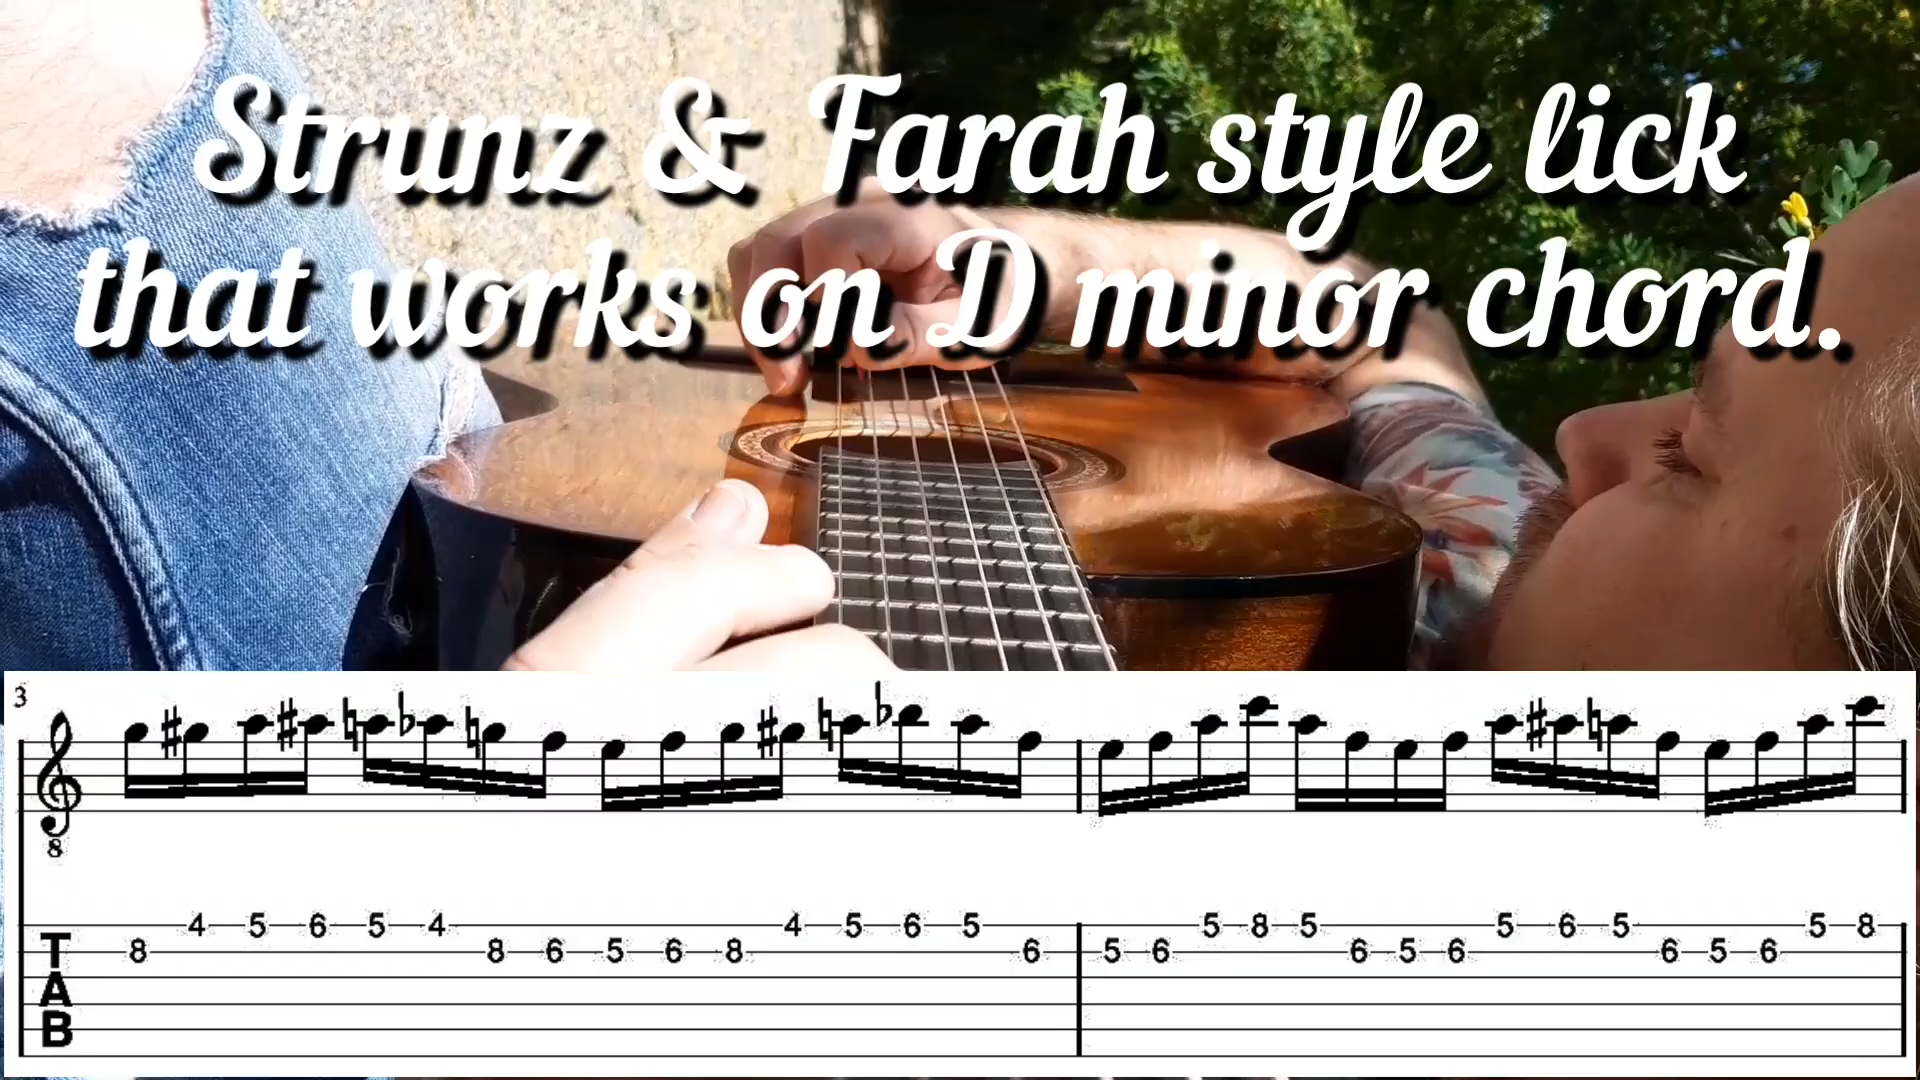 Strunz & Farah style lick
that works on D minor chord.
3
8
4 5 6 5 4 4 5 6 5 5 8 5 5 6 5 5 8
T 8 8 6 5 6 8 6 5 6 6 5 6 6 5 6
A
B